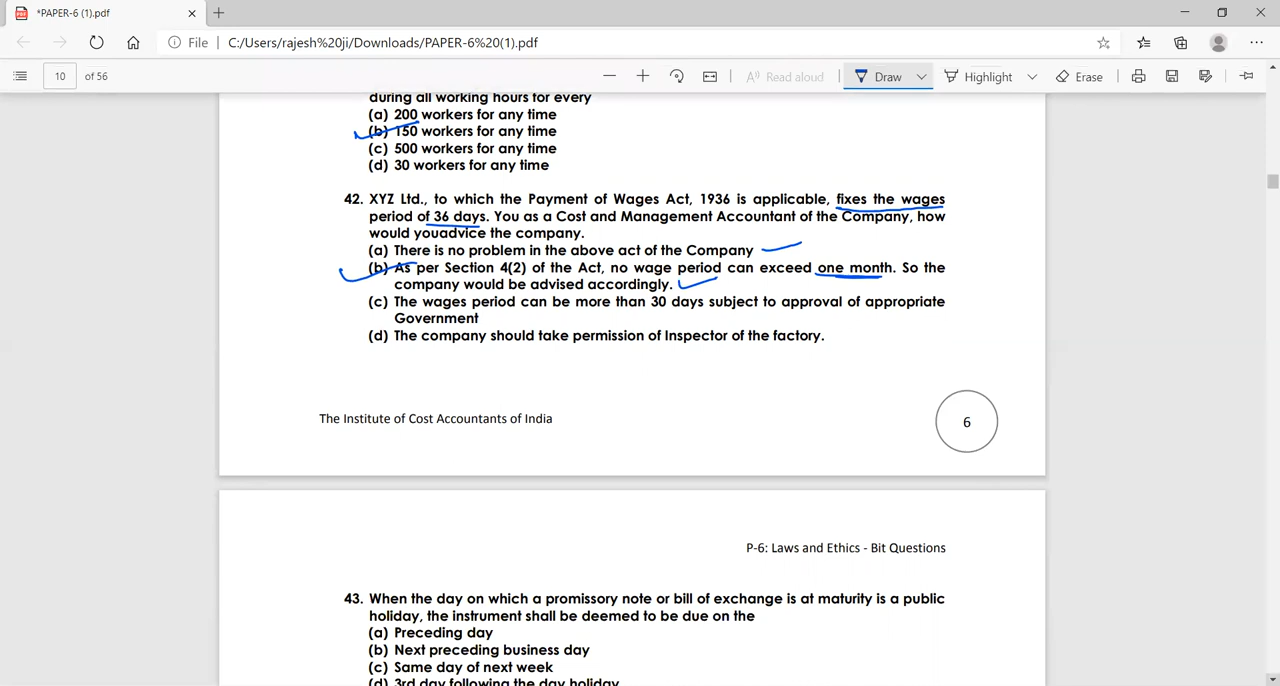 *PAPER-6 (1).pdf
File
C:/Users/rajesh%20ji/Downloads/PAPER-6%20(1).pdf
10 of 56
Read aloud
Draw
Highlight
Erase
during all working hours for every
(a) 200 workers for any time
(b) 150 workers for any time
(c) 500 workers for any time
(d) 30 workers for any time
42. XYZ Ltd., to which the Payment of Wages Act, 1936 is applicable, fixes the wages
period of 36 days. You as a Cost and Management Accountant of the Company, how
would youadvice the company.
(a) There is no problem in the above act of the Company
(b) As per Section 4(2) of the Act, no wage period can exceed one month. So the
company would be advised accordingly.
(c) The wages period can be more than 30 days subject to approval of appropriate
Government
(d) The company should take permission of Inspector of the factory.
The Institute of Cost Accountants of India
6
P-6: Laws and Ethics - Bit Questions
43. When the day on which a promissory note or bill of exchange is at maturity is a public
holiday, the instrument shall be deemed to be due on the
(a) Preceding day
(b) Next preceding business day
(c) Same day of next week
(d) 3rd day following the day holiday